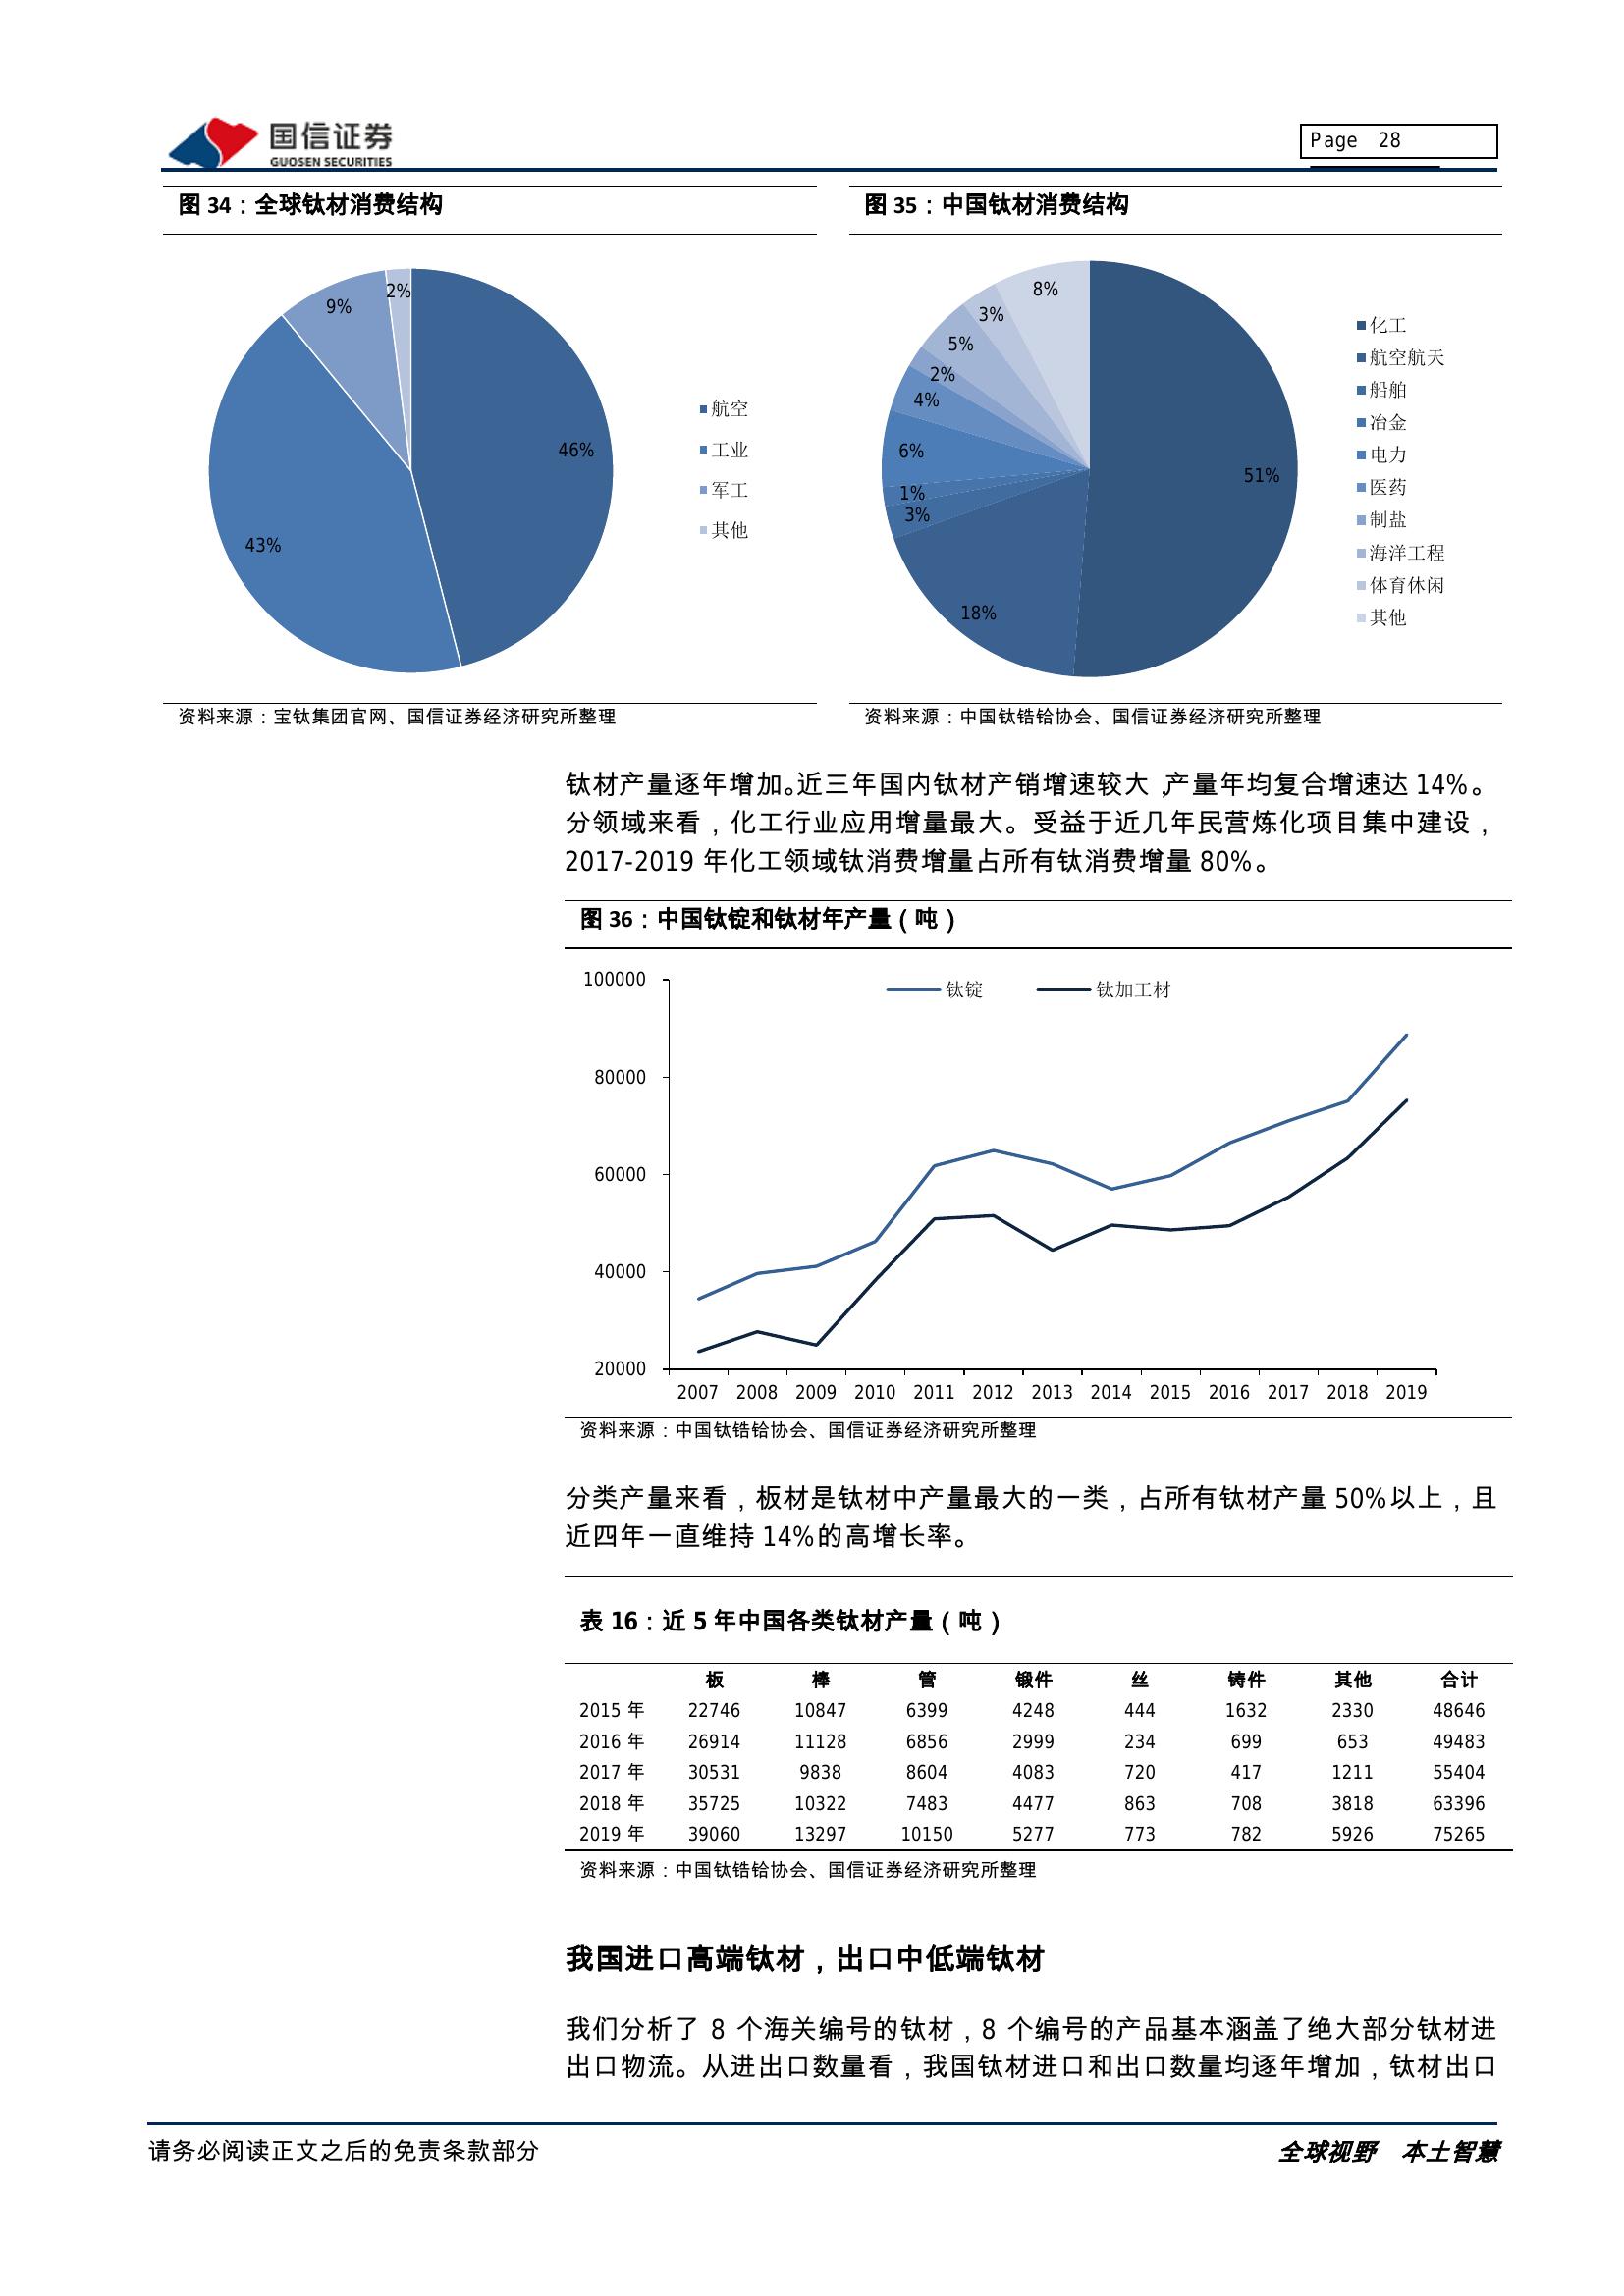 国信证券
GUOSEN SECURITIES
Page 28
图 34：全球钛材消费结构
46%
43%
9%
2%
航空
工业
军工
其他
资料来源：宝钛集团官网、国信证券经济研究所整理
图 35：中国钛材消费结构
51%
18%
3%
1%
6%
4%
2%
5%
3%
8%
化工
航空航天
船舶
冶金
电力
医药
制盐
海洋工程
体育休闲
其他
资料来源：中国钛锆铪协会、国信证券经济研究所整理
钛材产量逐年增加。近三年国内钛材产销增速较大，产量年均复合增速达 14%。
分领域来看，化工行业应用增量最大。受益于近几年民营炼化项目集中建设，
2017-2019 年化工领域钛消费增量占所有钛消费增量 80%。
图 36：中国钛锭和钛材年产量（吨）
钛锭 钛加工材
100000
80000
60000
40000
20000
2007 2008 2009 2010 2011 2012 2013 2014 2015 2016 2017 2018 2019
资料来源：中国钛锆铪协会、国信证券经济研究所整理
分类产量来看，板材是钛材中产量最大的一类，占所有钛材产量 50%以上，且
近四年一直维持 14%的高增长率。
表 16：近 5 年中国各类钛材产量（吨）
板 棒 管 锻件 丝 铸件 其他 合计
2015 年 22746 10847 6399 4248 444 1632 2330 48646
2016 年 26914 11128 6856 2999 234 699 653 49483
2017 年 30531 9838 8604 4083 720 417 1211 55404
2018 年 35725 10322 7483 4477 863 708 3818 63396
2019 年 39060 13297 10150 5277 773 782 5926 75265
资料来源：中国钛锆铪协会、国信证券经济研究所整理
我国进口高端钛材，出口中低端钛材
我们分析了 8 个海关编号的钛材，8 个编号的产品基本涵盖了绝大部分钛材进
出口物流。从进出口数量看，我国钛材进口和出口数量均逐年增加，钛材出口
请务必阅读正文之后的免责条款部分
全球视野 本土智慧